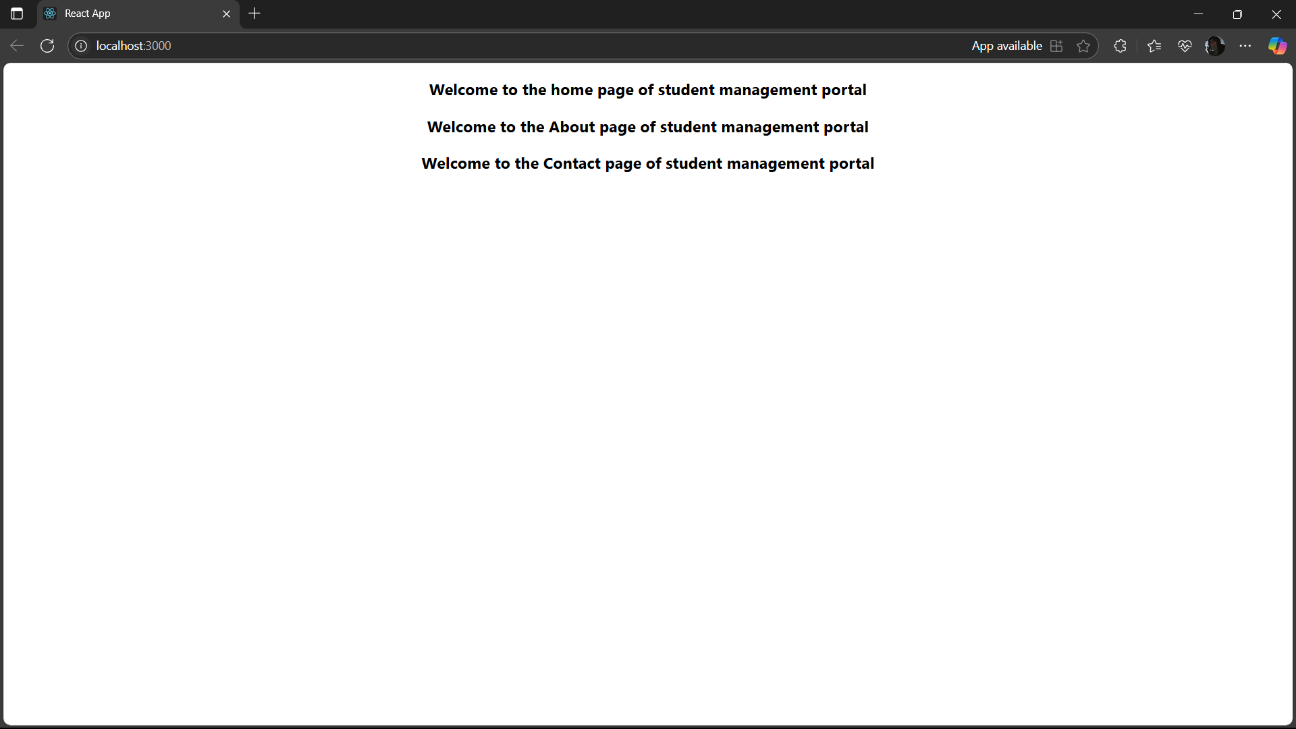 React App
localhost:3000
App available
Welcome to the home page of student management portal
Welcome to the About page of student management portal
Welcome to the Contact page of student management portal